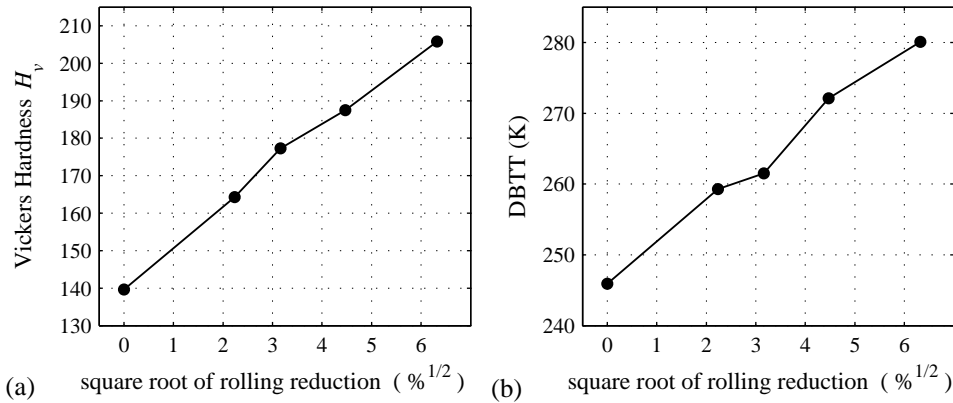 210
200
190
180
170
160
150
140
130
Vickers Hardness H_v
0 1 2 3 4 5 6
(a) square root of rolling reduction ( %^{1/2})
280
270
260
250
240
DBTT (K)
0 1 2 3 4 5 6
(b) square root of rolling reduction ( %^{1/2})